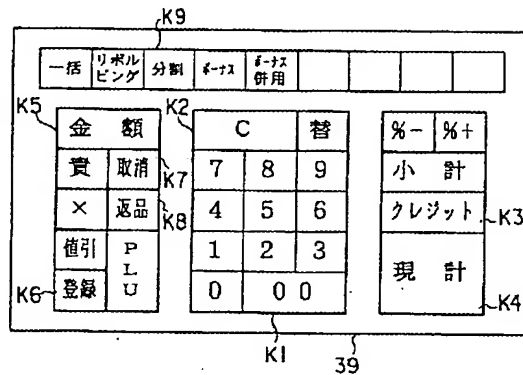 K9
一括 リボルビング 分割 ボーナス ボーナス併用
K5 K2
金額 C 替 %- %+
貴 取消 7 8 9 小計
K7
× 返品 4 5 6 クレジット
K8 K3
値引 PLU 1 2 3 現計
登録 0 00
K6 K4
K1
39